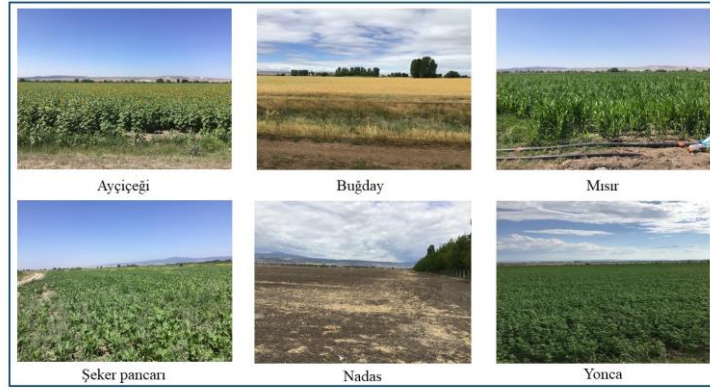 Ayçiçeği
Buğday
Mısır
Şeker pancarı
Nadas
Yonca